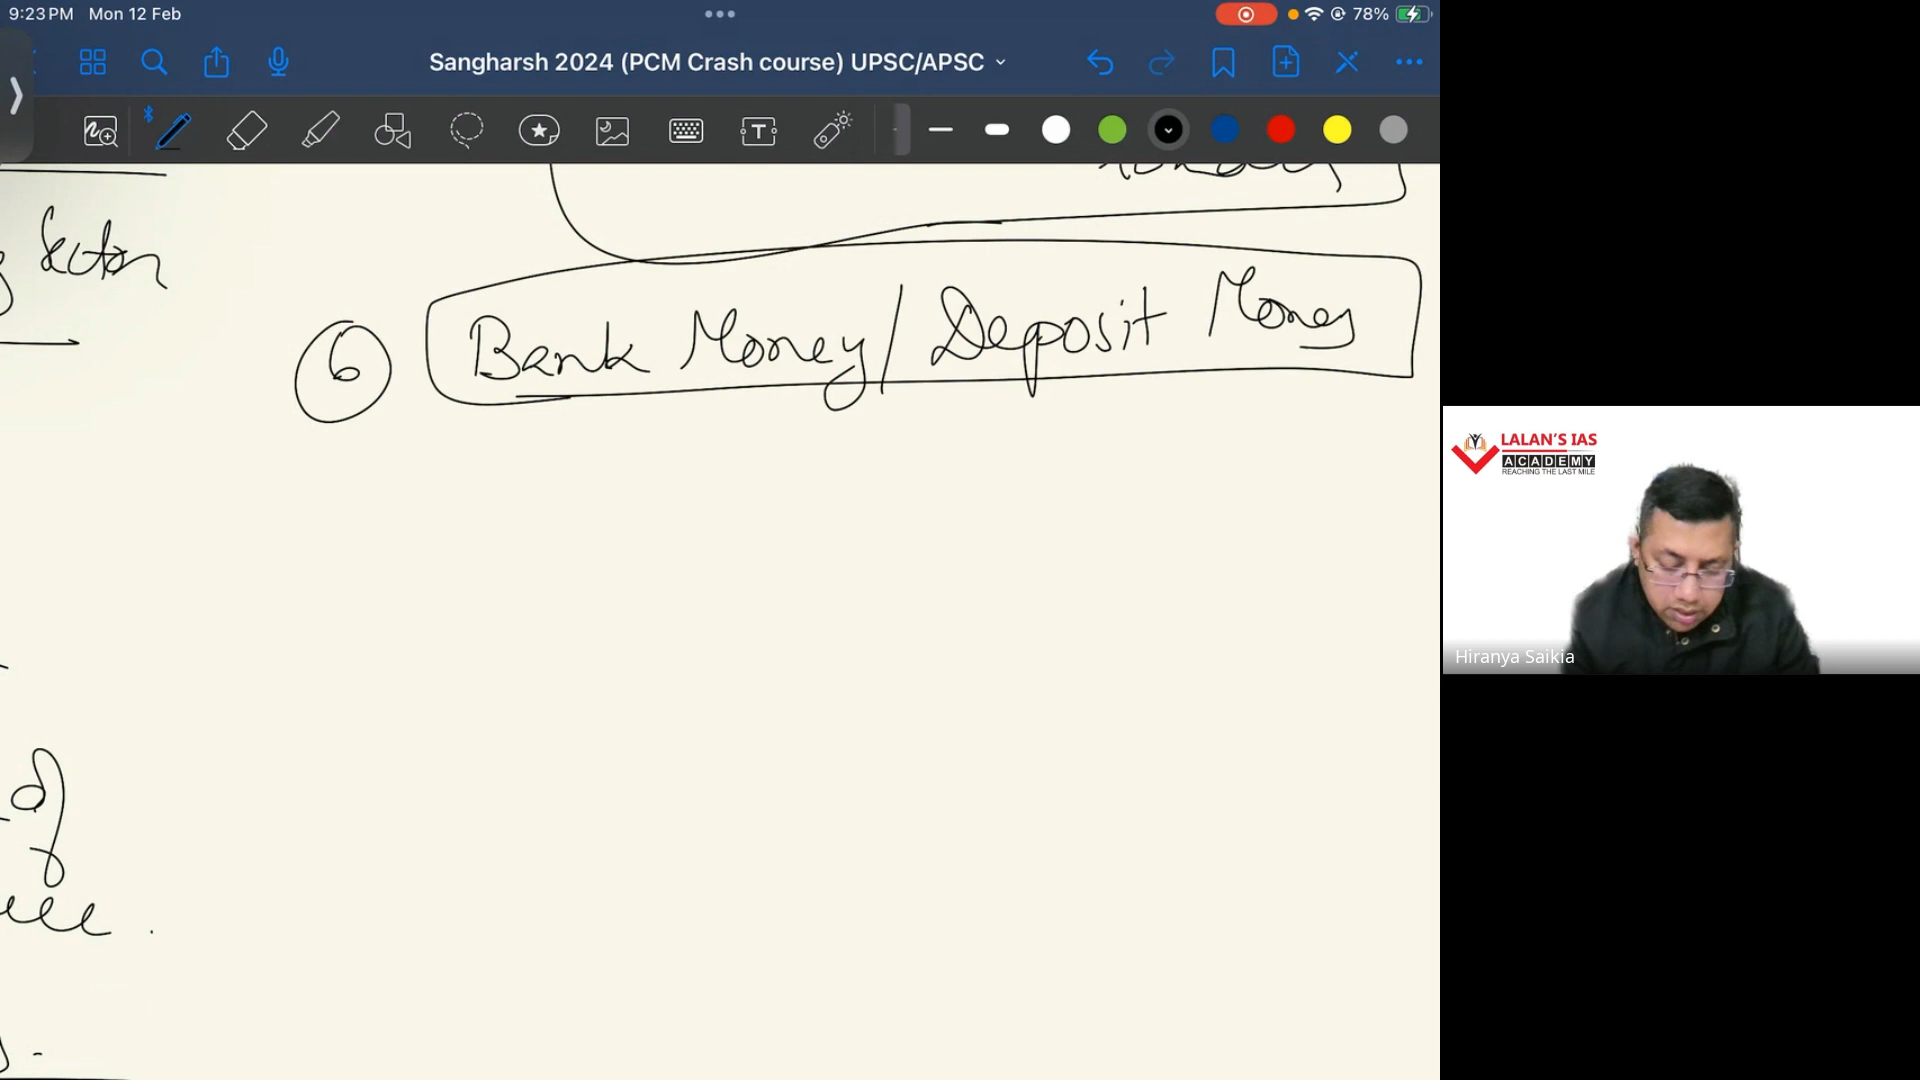 9:23 PM Mon 12 Feb
78%
Sangharsh 2024 (PCM Crash course) UPSC/APSC
T
Sector
6 Bank Money/ Deposit Money
LALAN'S IAS
ACADEMY
REACHING THE LAST MILE
Hiranya Saikia